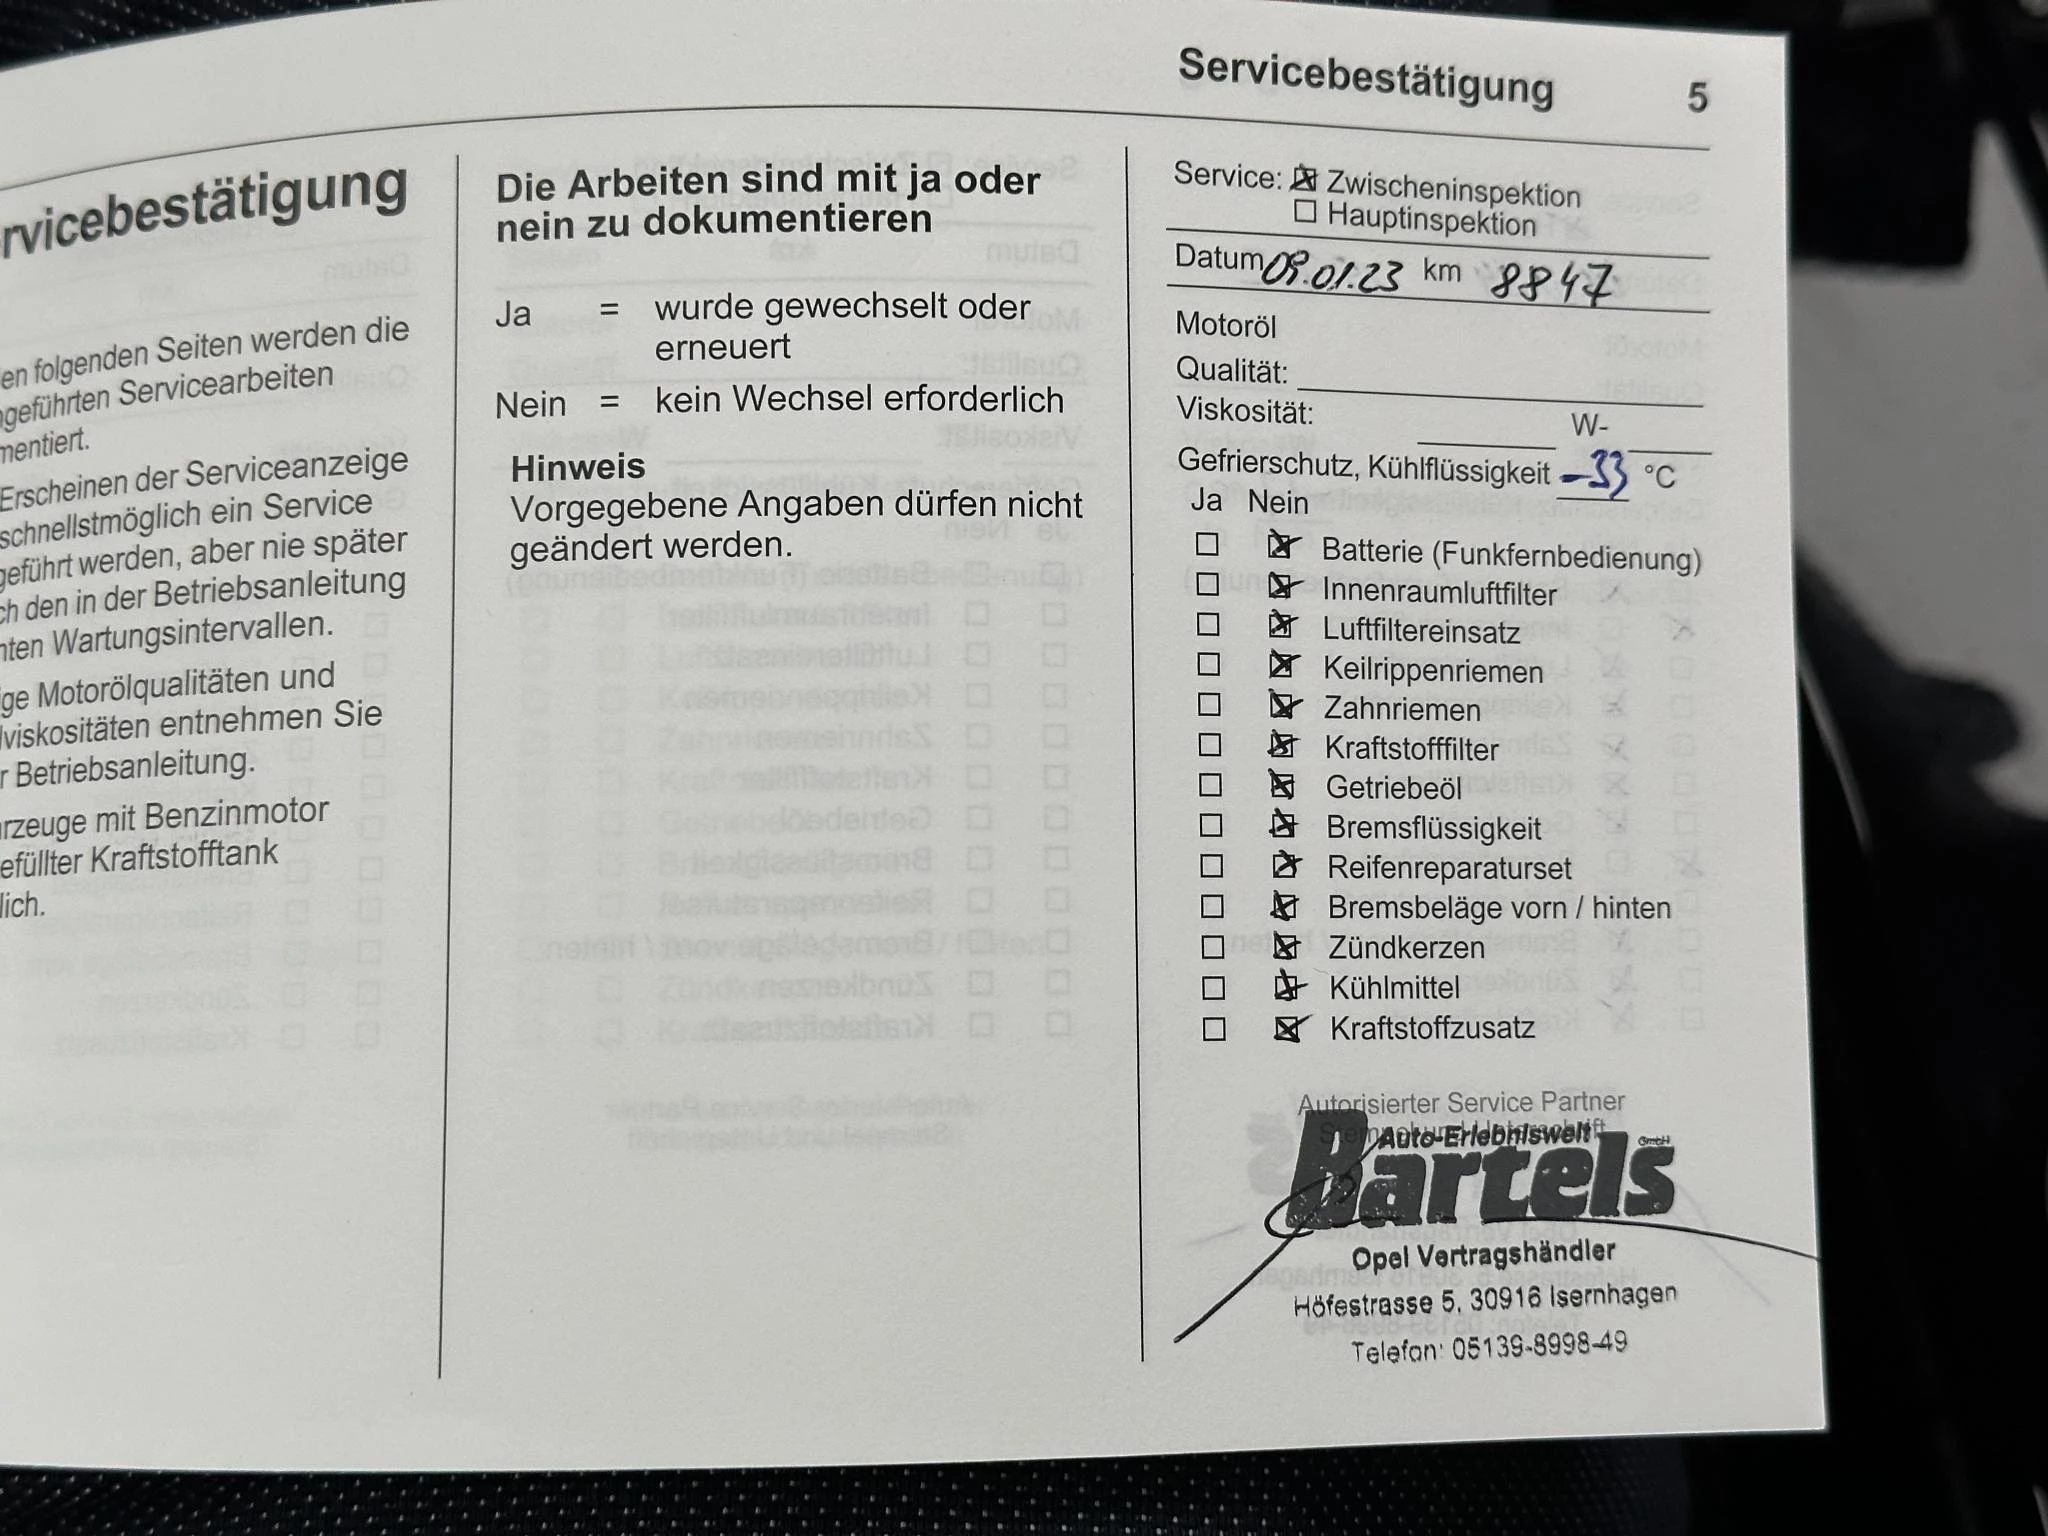 Servicebestätigung 5
rvicebestätigung
en folgenden Seiten werden die
geführten Servicearbeiten
mentiert.
Erscheinen der Serviceanzeige
schnellstmöglich ein Service
geführt werden, aber nie später
ch den in der Betriebsanleitung
nten Wartungsintervallen.
ige Motorölqualitäten und
lviskositäten entnehmen Sie
r Betriebsanleitung.
rzeuge mit Benzinmotor
efüllter Kraftstofftank
lich.
Die Arbeiten sind mit ja oder
nein zu dokumentieren
Ja = wurde gewechselt oder
erneuert
Nein = kein Wechsel erforderlich
Hinweis
Vorgegebene Angaben dürfen nicht
geändert werden.
Service: ☒ Zwischeninspektion
☐ Hauptinspektion
Datum 09.01.23 km 8847
Motoröl
Qualität:
Viskosität: W-
Gefrierschutz, Kühlflüssigkeit -33 °C
Ja Nein
☐ ☒ Batterie (Funkfernbedienung)
☐ ☒ Innenraumluftfilter
☐ ☒ Luftfiltereinsatz
☐ ☒ Keilrippenriemen
☐ ☒ Zahnriemen
☐ ☒ Kraftstofffilter
☐ ☒ Getriebeöl
☐ ☒ Bremsflüssigkeit
☐ ☒ Reifenreparaturset
☐ ☒ Bremsbeläge vorn / hinten
☐ ☒ Zündkerzen
☐ ☒ Kühlmittel
☐ ☒ Kraftstoffzusatz
Autorisierter Service Partner
Stempel und Unterschrift
Auto-Erlebniswelt
Bartels GmbH
Opel Vertragshändler
Höfestrasse 5, 30916 Isernhagen
Telefon: 05139-8998-49